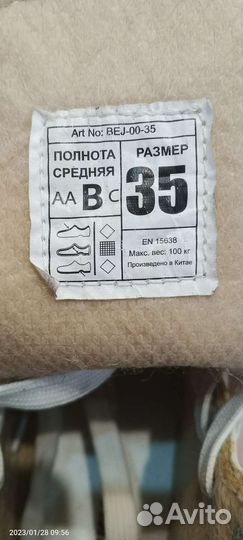 Art No: BEJ-00-35
ПОЛНОТА
СРЕДНЯЯ
AA B C
РАЗМЕР
35
EN 15638
Макс. вес: 100 кг
Произведено в Китае
2023/01/28 09:56
Avito